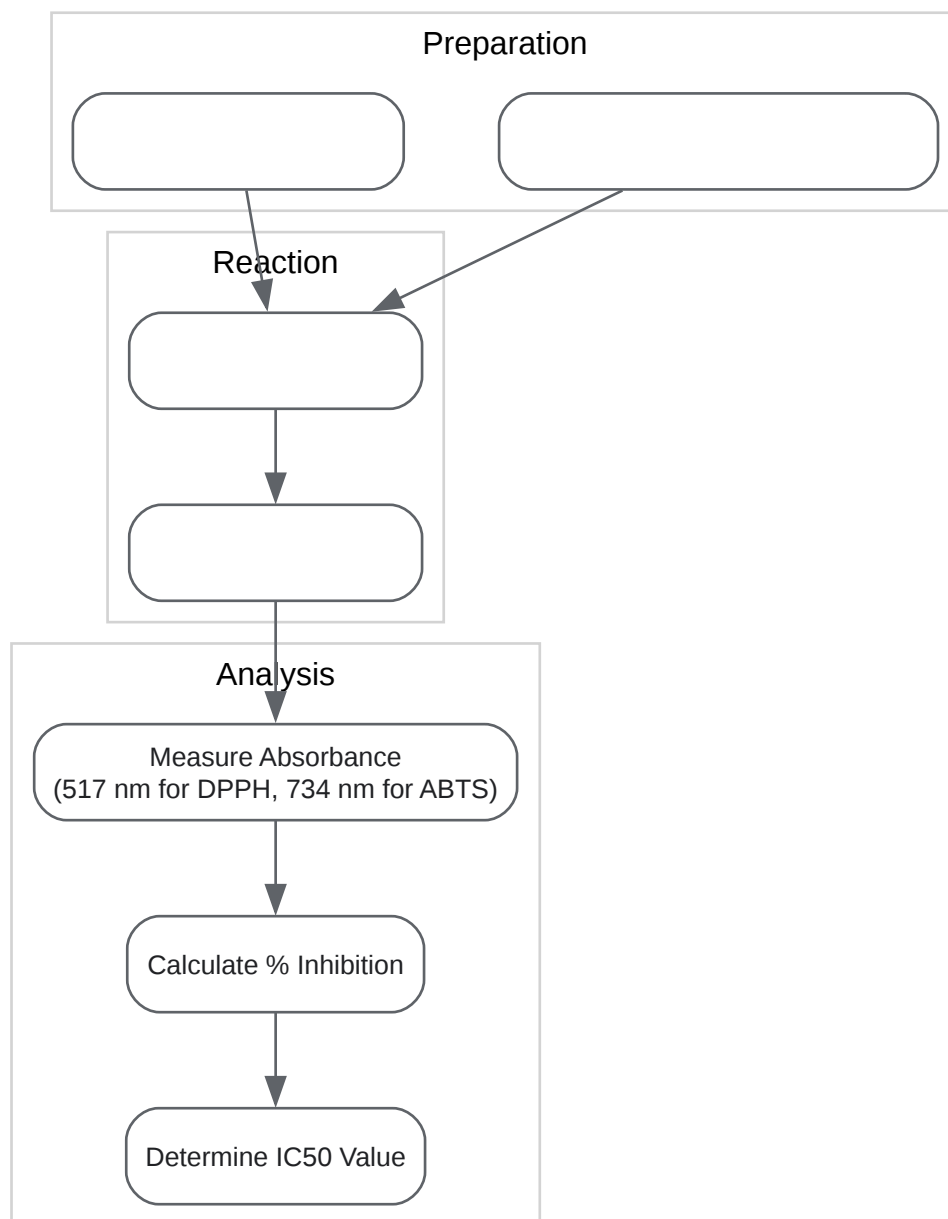 Preparation
Reaction
Analysis
Measure Absorbance
(517 nm for DPPH, 734 nm for ABTS)
Calculate % Inhibition
Determine IC50 Value